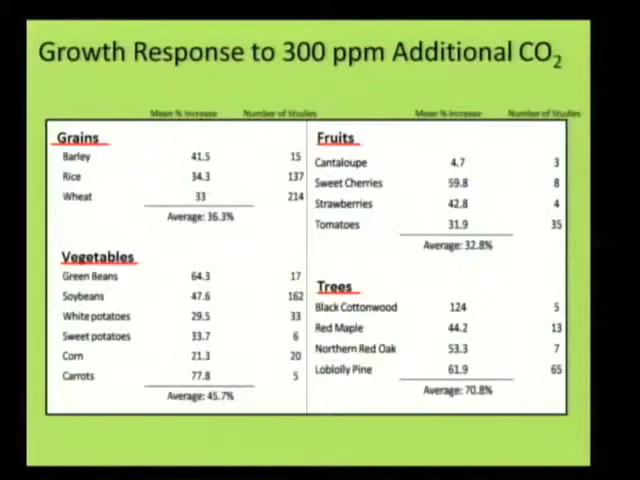 Growth Response to 300 ppm Additional CO2
Mean % Increase Number of Studies
Grains
Barley 41.5 15
Rice 34.3 137
Wheat 33 214
Average: 36.3%
Vegetables
Green Beans 64.3 17
Soybeans 47.6 162
White potatoes 29.5 33
Sweet potatoes 33.7 6
Corn 21.3 20
Carrots 77.8 5
Average: 45.7%
Mean % Increase Number of Studies
Fruits
Cantaloupe 4.7 3
Sweet Cherries 59.8 8
Strawberries 42.8 4
Tomatoes 31.9 35
Average: 32.8%
Trees
Black Cottonwood 124 5
Red Maple 44.2 13
Northern Red Oak 53.3 7
Loblolly Pine 61.9 65
Average: 70.8%